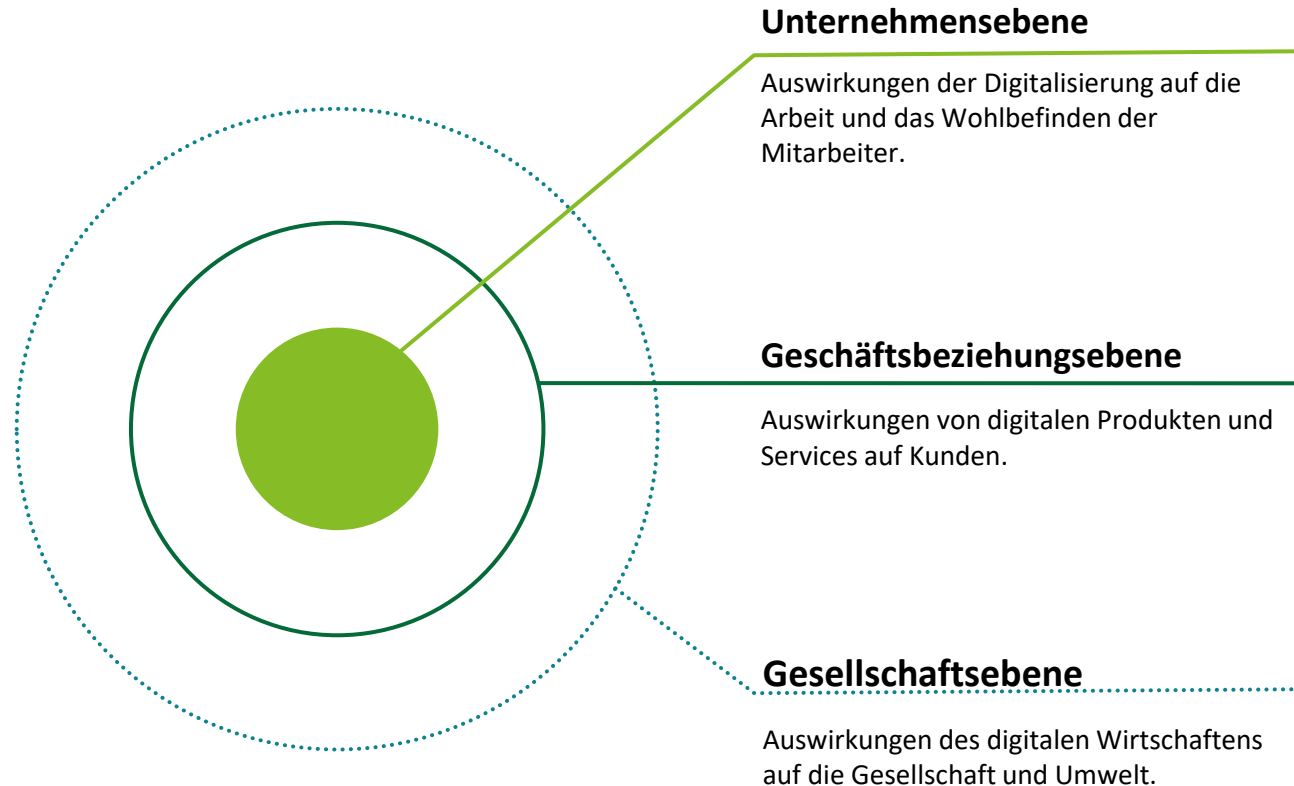 Unternehmensebene
Auswirkungen der Digitalisierung auf die
Arbeit und das Wohlbefinden der
Mitarbeiter.
Geschäftsbeziehungsebene
Auswirkungen von digitalen Produkten und
Services auf Kunden.
Gesellschaftsebene
Auswirkungen des digitalen Wirtschaftens
auf die Gesellschaft und Umwelt.